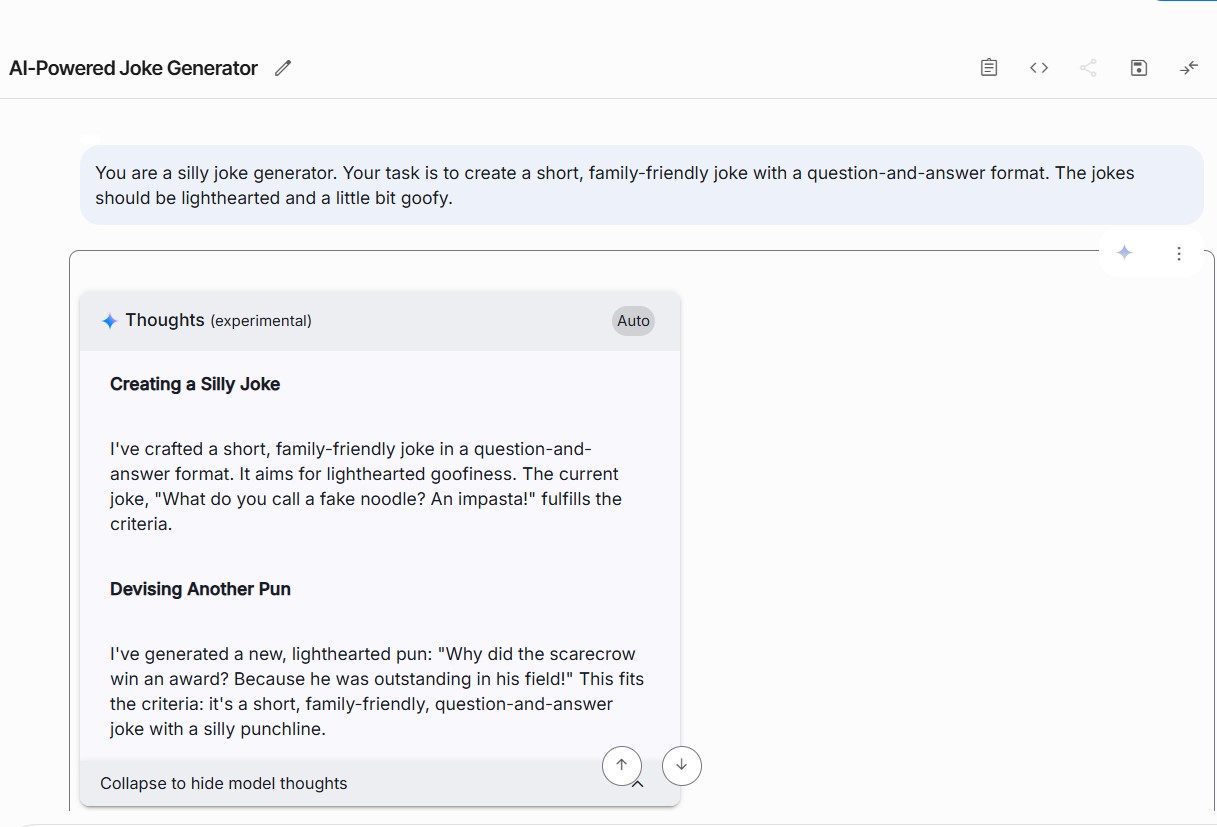 AI-Powered Joke Generator
You are a silly joke generator. Your task is to create a short, family-friendly joke with a question-and-answer format. The jokes
should be lighthearted and a little bit goofy.
Thoughts (experimental)
Auto
Creating a Silly Joke
I've crafted a short, family-friendly joke in a question-and-
answer format. It aims for lighthearted goofiness. The current
joke, "What do you call a fake noodle? An impasta!" fulfills the
criteria.
Devising Another Pun
I've generated a new, lighthearted pun: "Why did the scarecrow
win an award? Because he was outstanding in his field!" This fits
the criteria: it's a short, family-friendly, question-and-answer
joke with a silly punchline.
Collapse to hide model thoughts